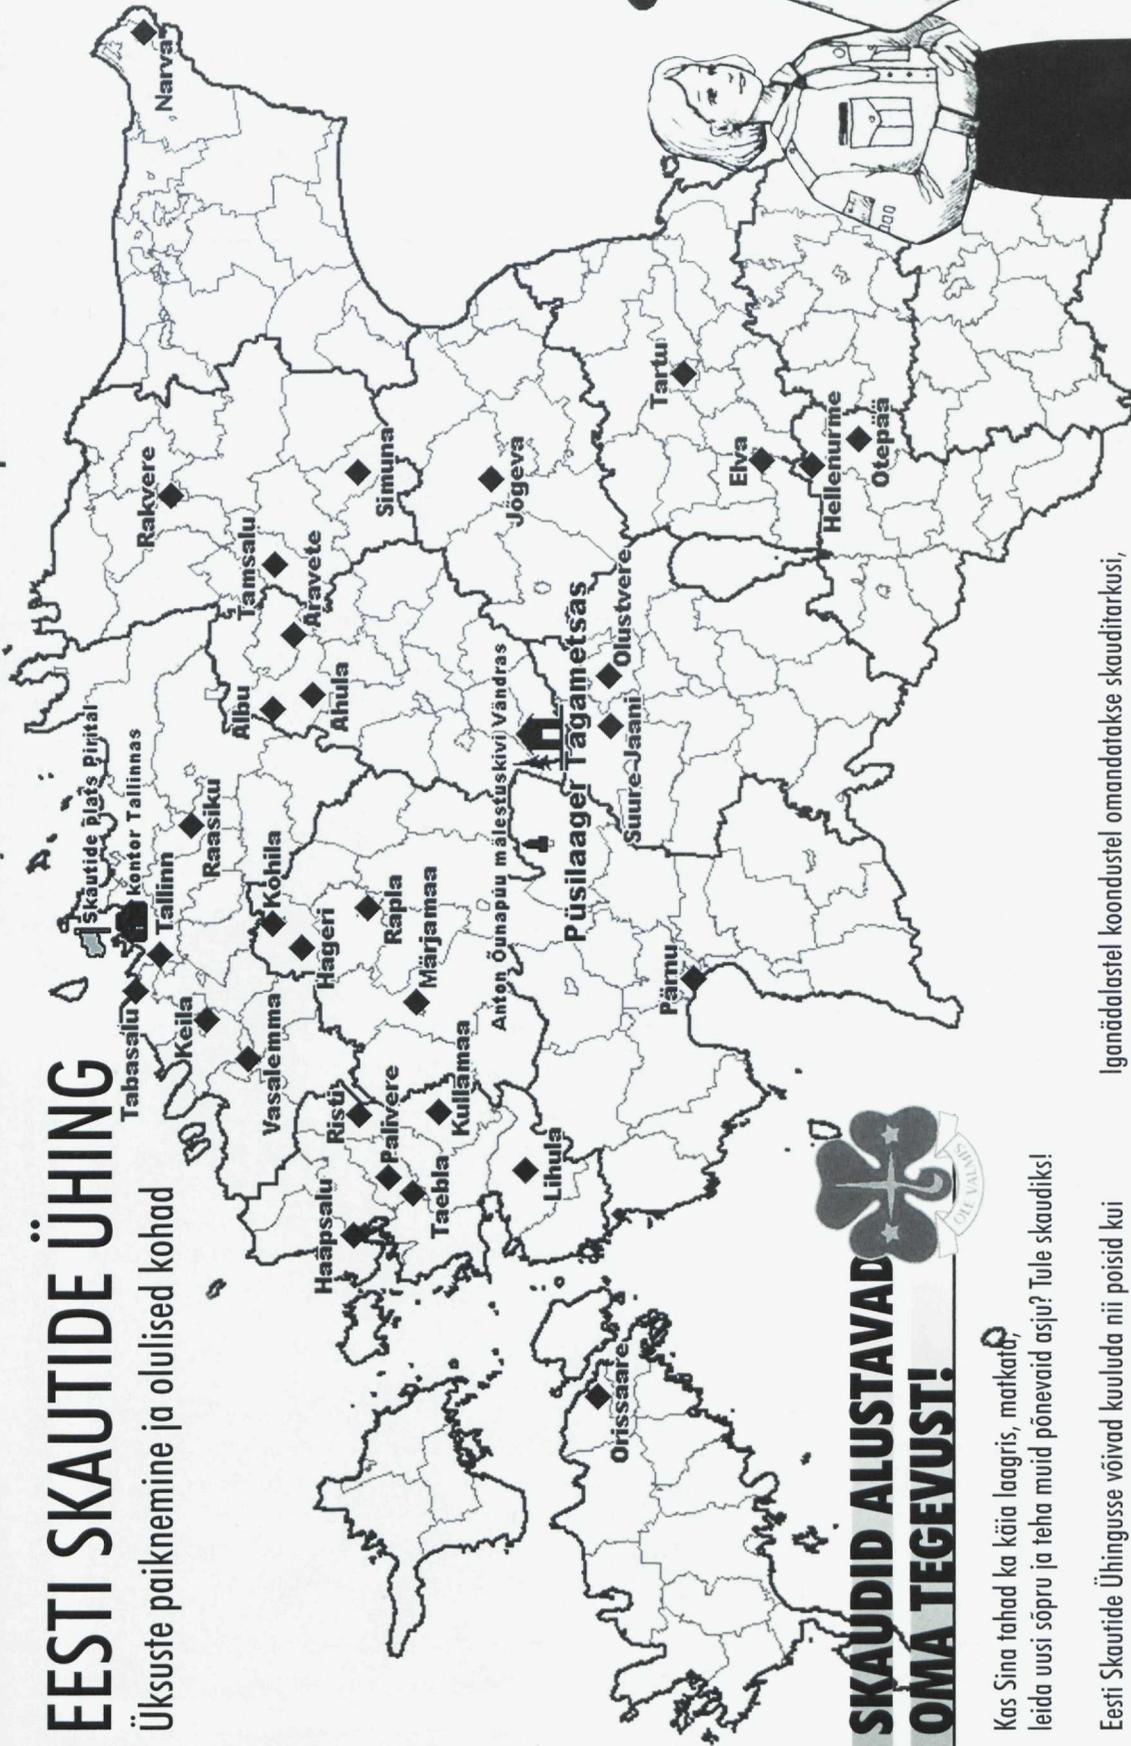 EESTI SKAUTIDE ÜHING
Üksuste paiknemine ja olulised kohad
Skautide plats Pirital
kontor Tallinnas
Tabasalu
Tallinn
Keila
Raasiku
Vasalemma
Kohila
Hageri
Rapla
Märjamaa
Risti
Palivere
Haapsalu
Taebla
Kullamaa
Lihula
Albu
Ahula
Aravete
Tamsalu
Rakvere
Simuna
Narva
Jõgeva
Anton Õunapuu mälestuskivi Vändras
Püsilaager Tagametsas
Suure-Jaani
Olustvere
Pärnu
Tartu
Elva
Hellenurme
Otepää
Orissaare
OLE VALMIS
SKAUDID ALUSTAVAD
OMA TEGEVUST!
Kas Sina tahad ka käia laagris, matkata,
leida uusi sõpru ja teha muid põnevaid asju? Tule skaudiks!
Eesti Skautide Ühingusse võivad kuuluda nii poisid kui
Iganädalastel koondustel omandatakse skauditarkusi,